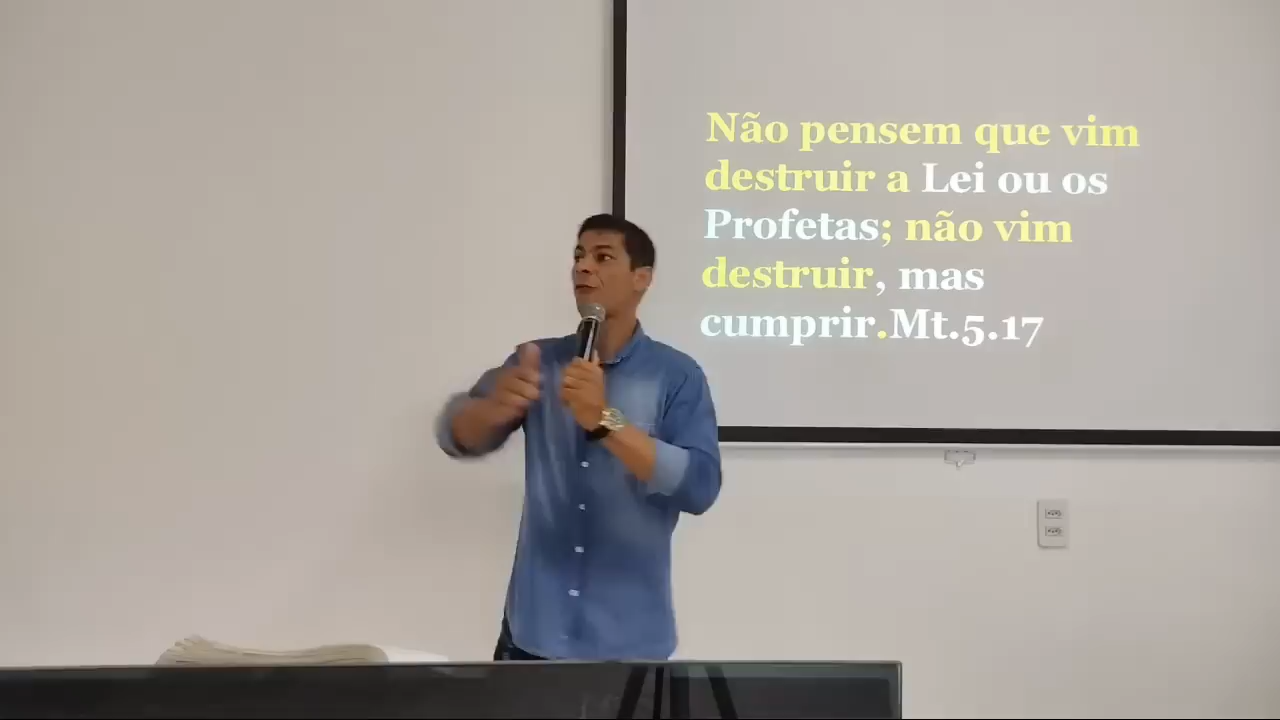 Não pensem que vim
destruir a Lei ou os
Profetas; não vim
destruir, mas
cumprir.Mt.5.17